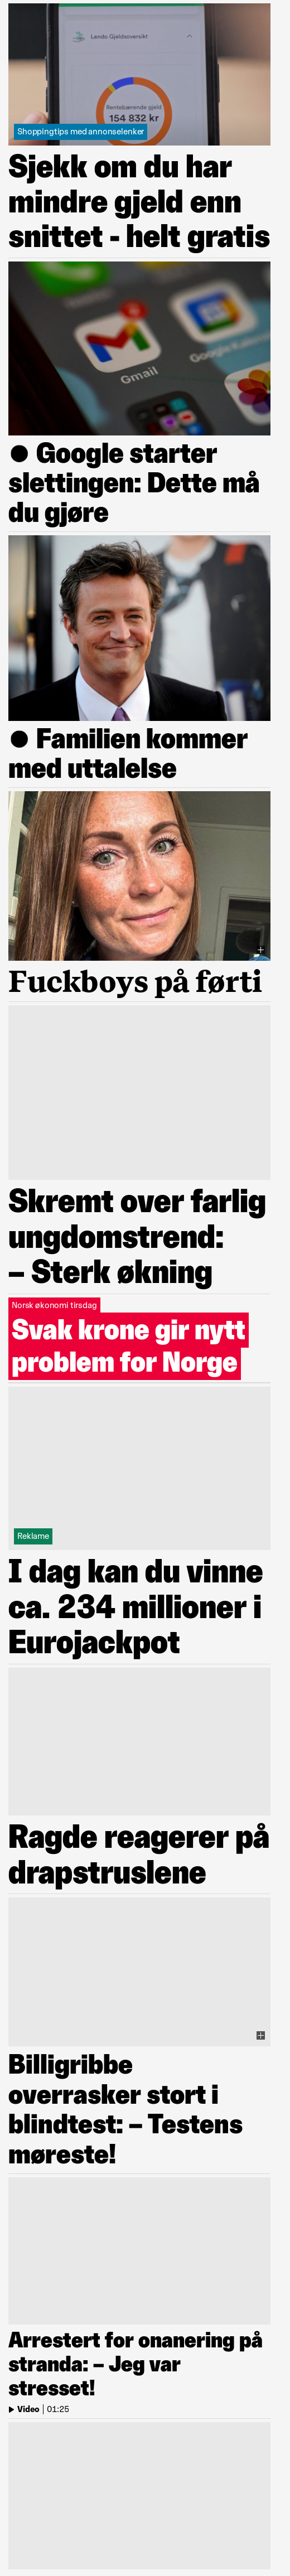 Lendo Gjeldsoversikt
Rentebærende gjeld
154 832 kr
Shoppingtips med annonselenker
Sjekk om du har
mindre gjeld enn
snittet - helt gratis
Gmail
Google
● Google starter
slettingen: Dette må
du gjøre
● Familien kommer
med uttalelse
Fuckboys på førti
Skremt over farlig
ungdomstrend:
– Sterk økning
Norsk økonomi tirsdag
Svak krone gir nytt
problem for Norge
Reklame
I dag kan du vinne
ca. 234 millioner i
Eurojackpot
Ragde reagerer på
drapstruslene
Billigribbe
overrasker stort i
blindtest: – Testens
møreste!
Arrestert for onanering på
stranda: – Jeg var
stresset!
Video | 01:25